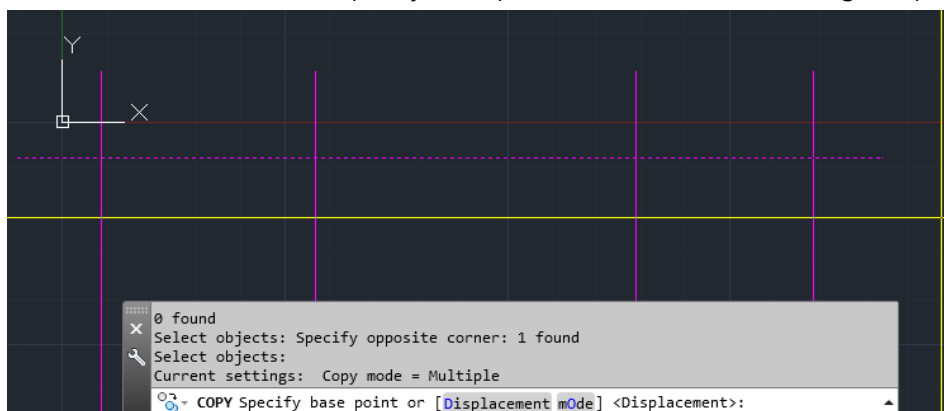 Y
X
0 found
Select objects: Specify opposite corner: 1 found
Select objects:
Current settings:  Copy mode = Multiple
COPY Specify base point or [Displacement mOde] <Displacement>: